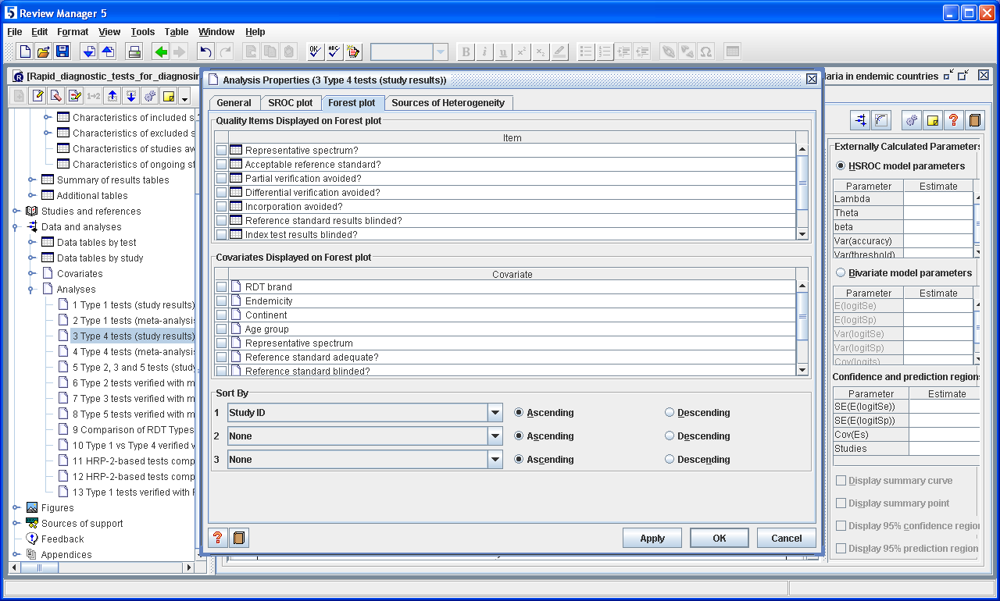 Review Manager 5
File Edit Format View Tools Table Window Help
[Rapid_diagnostic_tests_for_diagnosin
laria in endemic countries
Characteristics of included s
Characteristics of excluded s
Characteristics of studies aw
Characteristics of ongoing st
Summary of results tables
Additional tables
Studies and references
Data and analyses
Data tables by test
Data tables by study
Covariates
Analyses
1 Type 1 tests (study results)
2 Type 1 tests (meta-analysis
3 Type 4 tests (study results)
4 Type 4 tests (meta-analysis
5 Type 2, 3 and 5 tests (study
6 Type 2 tests verified with m
7 Type 3 tests verified with m
8 Type 5 tests verified with m
9 Comparison of RDT Types
10 Type 1 vs Type 4 verified v
11 HRP-2-based tests comp
12 HRP-2-based tests comp
13 Type 1 tests verified with P
Figures
Sources of support
Feedback
Appendices
Analysis Properties (3 Type 4 tests (study results))
General SROC plot Forest plot Sources of Heterogeneity
Quality Items Displayed on Forest plot
Item
Representative spectrum?
Acceptable reference standard?
Partial verification avoided?
Differential verification avoided?
Incorporation avoided?
Reference standard results blinded?
Index test results blinded?
Covariates Displayed on Forest plot
Covariate
RDT brand
Endemicity
Continent
Age group
Representative spectrum
Reference standard adequate?
Reference standard blinded?
Sort By
1 Study ID Ascending Descending
2 None Ascending Descending
3 None Ascending Descending
Apply OK Cancel
Externally Calculated Parameters
HSROC model parameters
Parameter Estimate
Lambda
Theta
beta
Var(accuracy)
Var(threshold)
Bivariate model parameters
Parameter Estimate
E(logitSe)
E(logitSp)
Var(logitSe)
Var(logitSp)
Cov(logits)
Confidence and prediction region
Parameter Estimate
SE(E(logitSe))
SE(E(logitSp))
Cov(Es)
Studies
Display summary curve
Display summary point
Display 95% confidence region
Display 95% prediction region